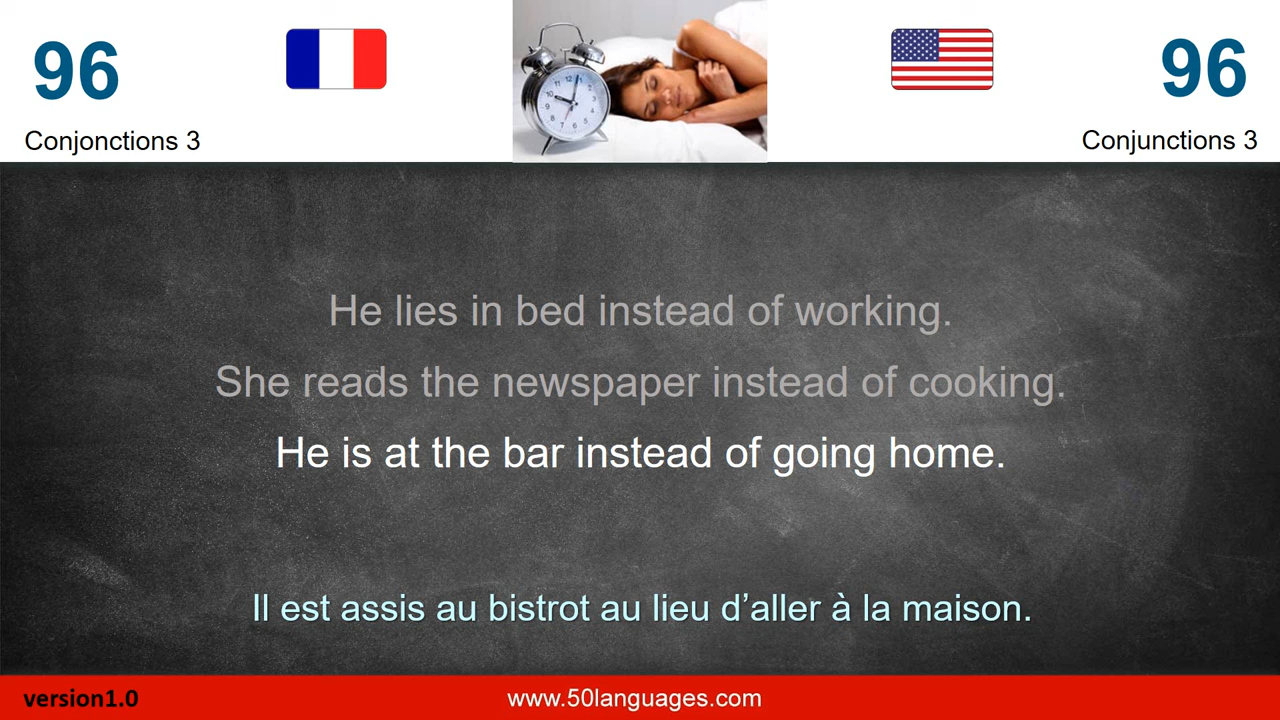 96
96
Conjonctions 3
Conjunctions 3
He lies in bed instead of working.
She reads the newspaper instead of cooking.
He is at the bar instead of going home.
Il est assis au bistrot au lieu d’aller à la maison.
version1.0
www.50languages.com